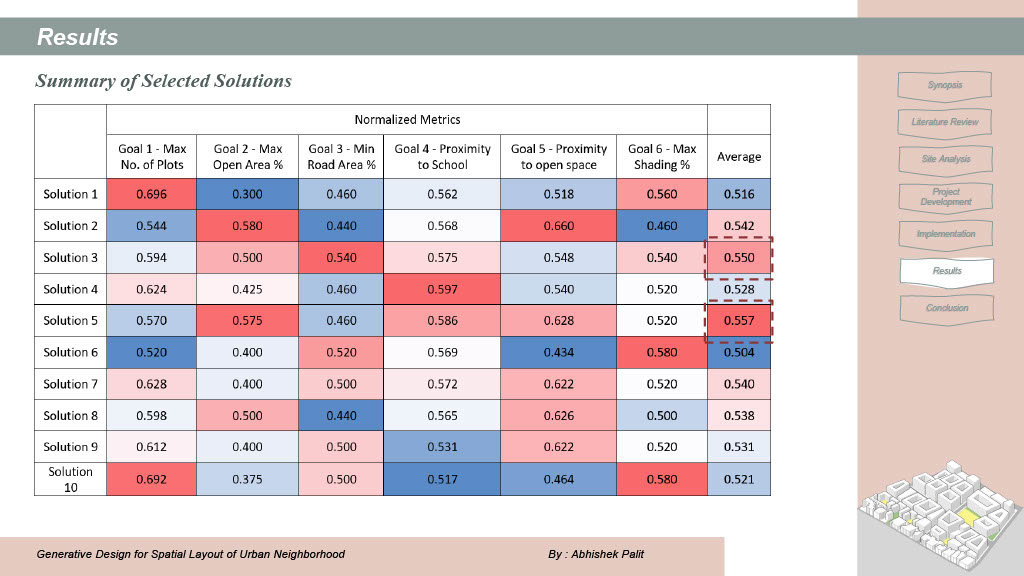 Results
Summary of Selected Solutions
Normalized Metrics
Goal 1 - Max No. of Plots Goal 2 - Max Open Area % Goal 3 - Min Road Area % Goal 4 - Proximity to School Goal 5 - Proximity to open space Goal 6 - Max Shading % Average
Solution 1 0.696 0.300 0.460 0.562 0.518 0.560 0.516
Solution 2 0.544 0.580 0.440 0.568 0.660 0.460 0.542
Solution 3 0.594 0.500 0.540 0.575 0.548 0.540 0.550
Solution 4 0.624 0.425 0.460 0.597 0.540 0.520 0.528
Solution 5 0.570 0.575 0.460 0.586 0.628 0.520 0.557
Solution 6 0.520 0.400 0.520 0.569 0.434 0.580 0.504
Solution 7 0.628 0.400 0.500 0.572 0.622 0.520 0.540
Solution 8 0.598 0.500 0.440 0.565 0.626 0.500 0.538
Solution 9 0.612 0.400 0.500 0.531 0.622 0.520 0.531
Solution 10 0.692 0.375 0.500 0.517 0.464 0.580 0.521
Synopsis
Literature Review
Site Analysis
Project
Development
Implementation
Results
Conclusion
Generative Design for Spatial Layout of Urban Neighborhood
By : Abhishek Palit